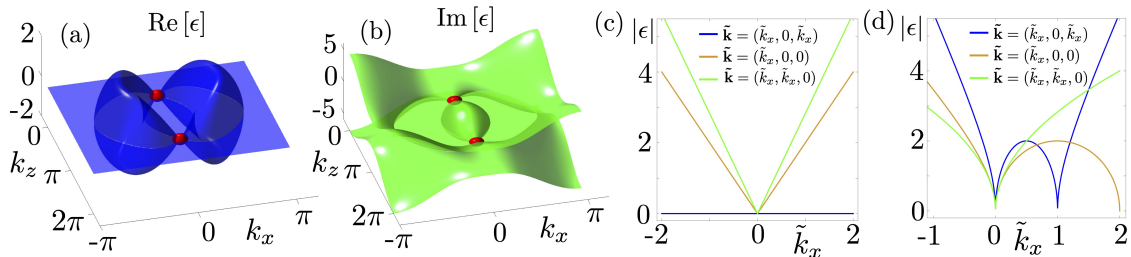 (a) Re [ϵ]
2
0
-2
0
k_z π
2π
-π 0 π
k_x
(b) Im [ϵ]
5
0
-5
0
k_z π
2π
-π 0 π
k_x
(c)
|ϵ|
k̃ = (k̃_x, 0, k̃_x)
k̃ = (k̃_x, 0, 0)
k̃ = (k̃_x, k̃_x, 0)
4
2
0
-2 0 k̃_x 2
(d)
|ϵ|
k̃ = (k̃_x, 0, k̃_x)
k̃ = (k̃_x, 0, 0)
k̃ = (k̃_x, k̃_x, 0)
4
2
0
-1 0 k̃_x 1 2